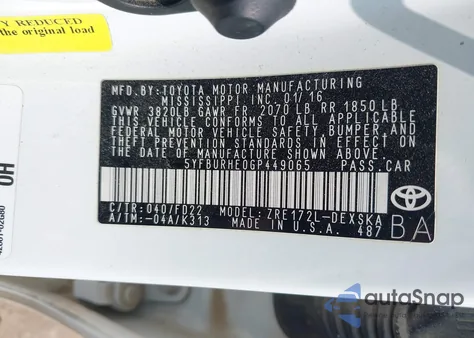 Y REDUCED
the original load
MFD.BY:TOYOTA MOTOR MANUFACTURING
MISSISSIPPI INC. 01/16
GVWR 3820LB GAWR FR 2070LB RR 1850LB
THIS VEHICLE CONFORMS TO ALL APPLICABLE
FEDERAL MOTOR VEHICLE SAFETY, BUMPER, AND
THEFT PREVENTION STANDARDS IN EFFECT ON
THE DATE OF MANUFACTURE SHOWN ABOVE.
5YFBURHE0GP449065 PASS.CAR
C/TR:040/FD22 MODEL:ZRE172L-DEXSKA
A/TM:-04A/K313 MADE IN U.S.A. 487
BA
TOYOTA
HO
autoSnap